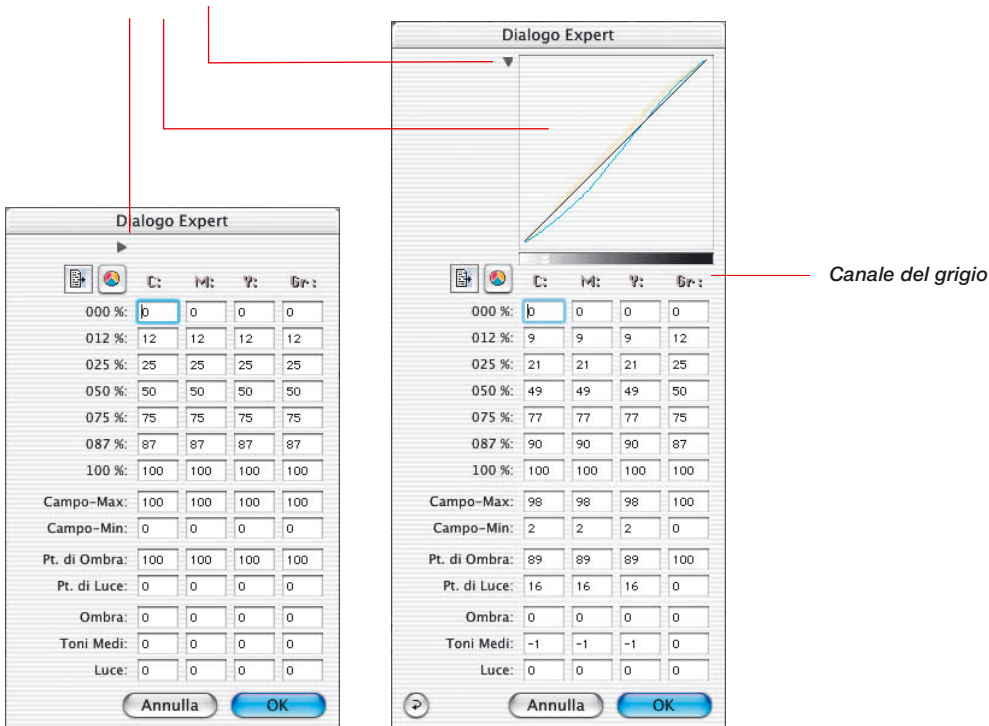 Dialogo Expert
C: M: Y: Gr:
000 %: 0 0 0 0
012 %: 12 12 12 12
025 %: 25 25 25 25
050 %: 50 50 50 50
075 %: 75 75 75 75
087 %: 87 87 87 87
100 %: 100 100 100 100
Campo-Max: 100 100 100 100
Campo-Min: 0 0 0 0
Pt. di Ombra: 100 100 100 100
Pt. di Luce: 0 0 0 0
Ombra: 0 0 0 0
Toni Medi: 0 0 0 0
Luce: 0 0 0 0
Annulla OK
Dialogo Expert
C: M: Y: Gr:
000 %: 0 0 0 0
012 %: 9 9 9 12
025 %: 21 21 21 25
050 %: 49 49 49 50
075 %: 77 77 77 75
087 %: 90 90 90 87
100 %: 100 100 100 100
Campo-Max: 98 98 98 100
Campo-Min: 2 2 2 0
Pt. di Ombra: 89 89 89 100
Pt. di Luce: 16 16 16 0
Ombra: 0 0 0 0
Toni Medi: -1 -1 -1 0
Luce: 0 0 0 0
Annulla OK
Canale del grigio